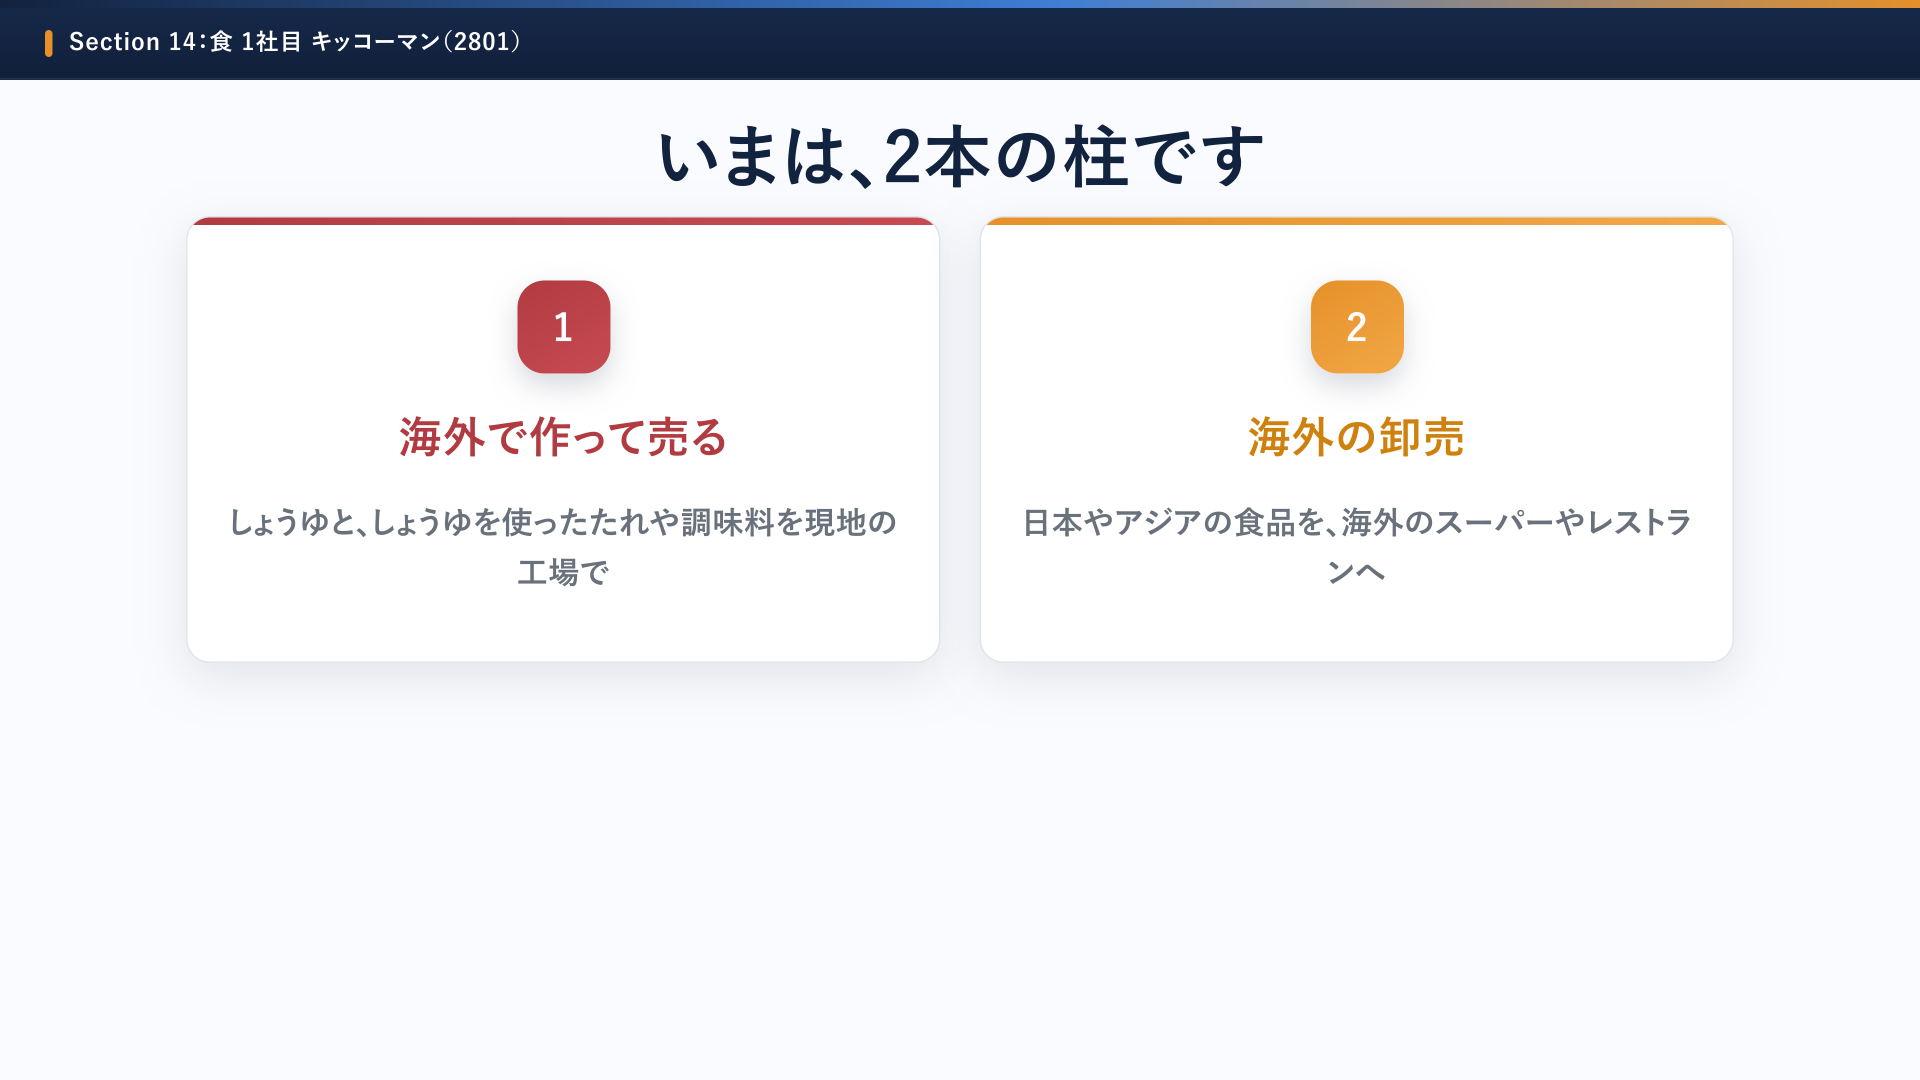 Section 14：食 1社目 キッコーマン（2801）
いまは、2本の柱です
1
海外で作って売る
しょうゆと、しょうゆを使ったたれや調味料を現地の
工場で
2
海外の卸売
日本やアジアの食品を、海外のスーパーやレストラ
ンへ